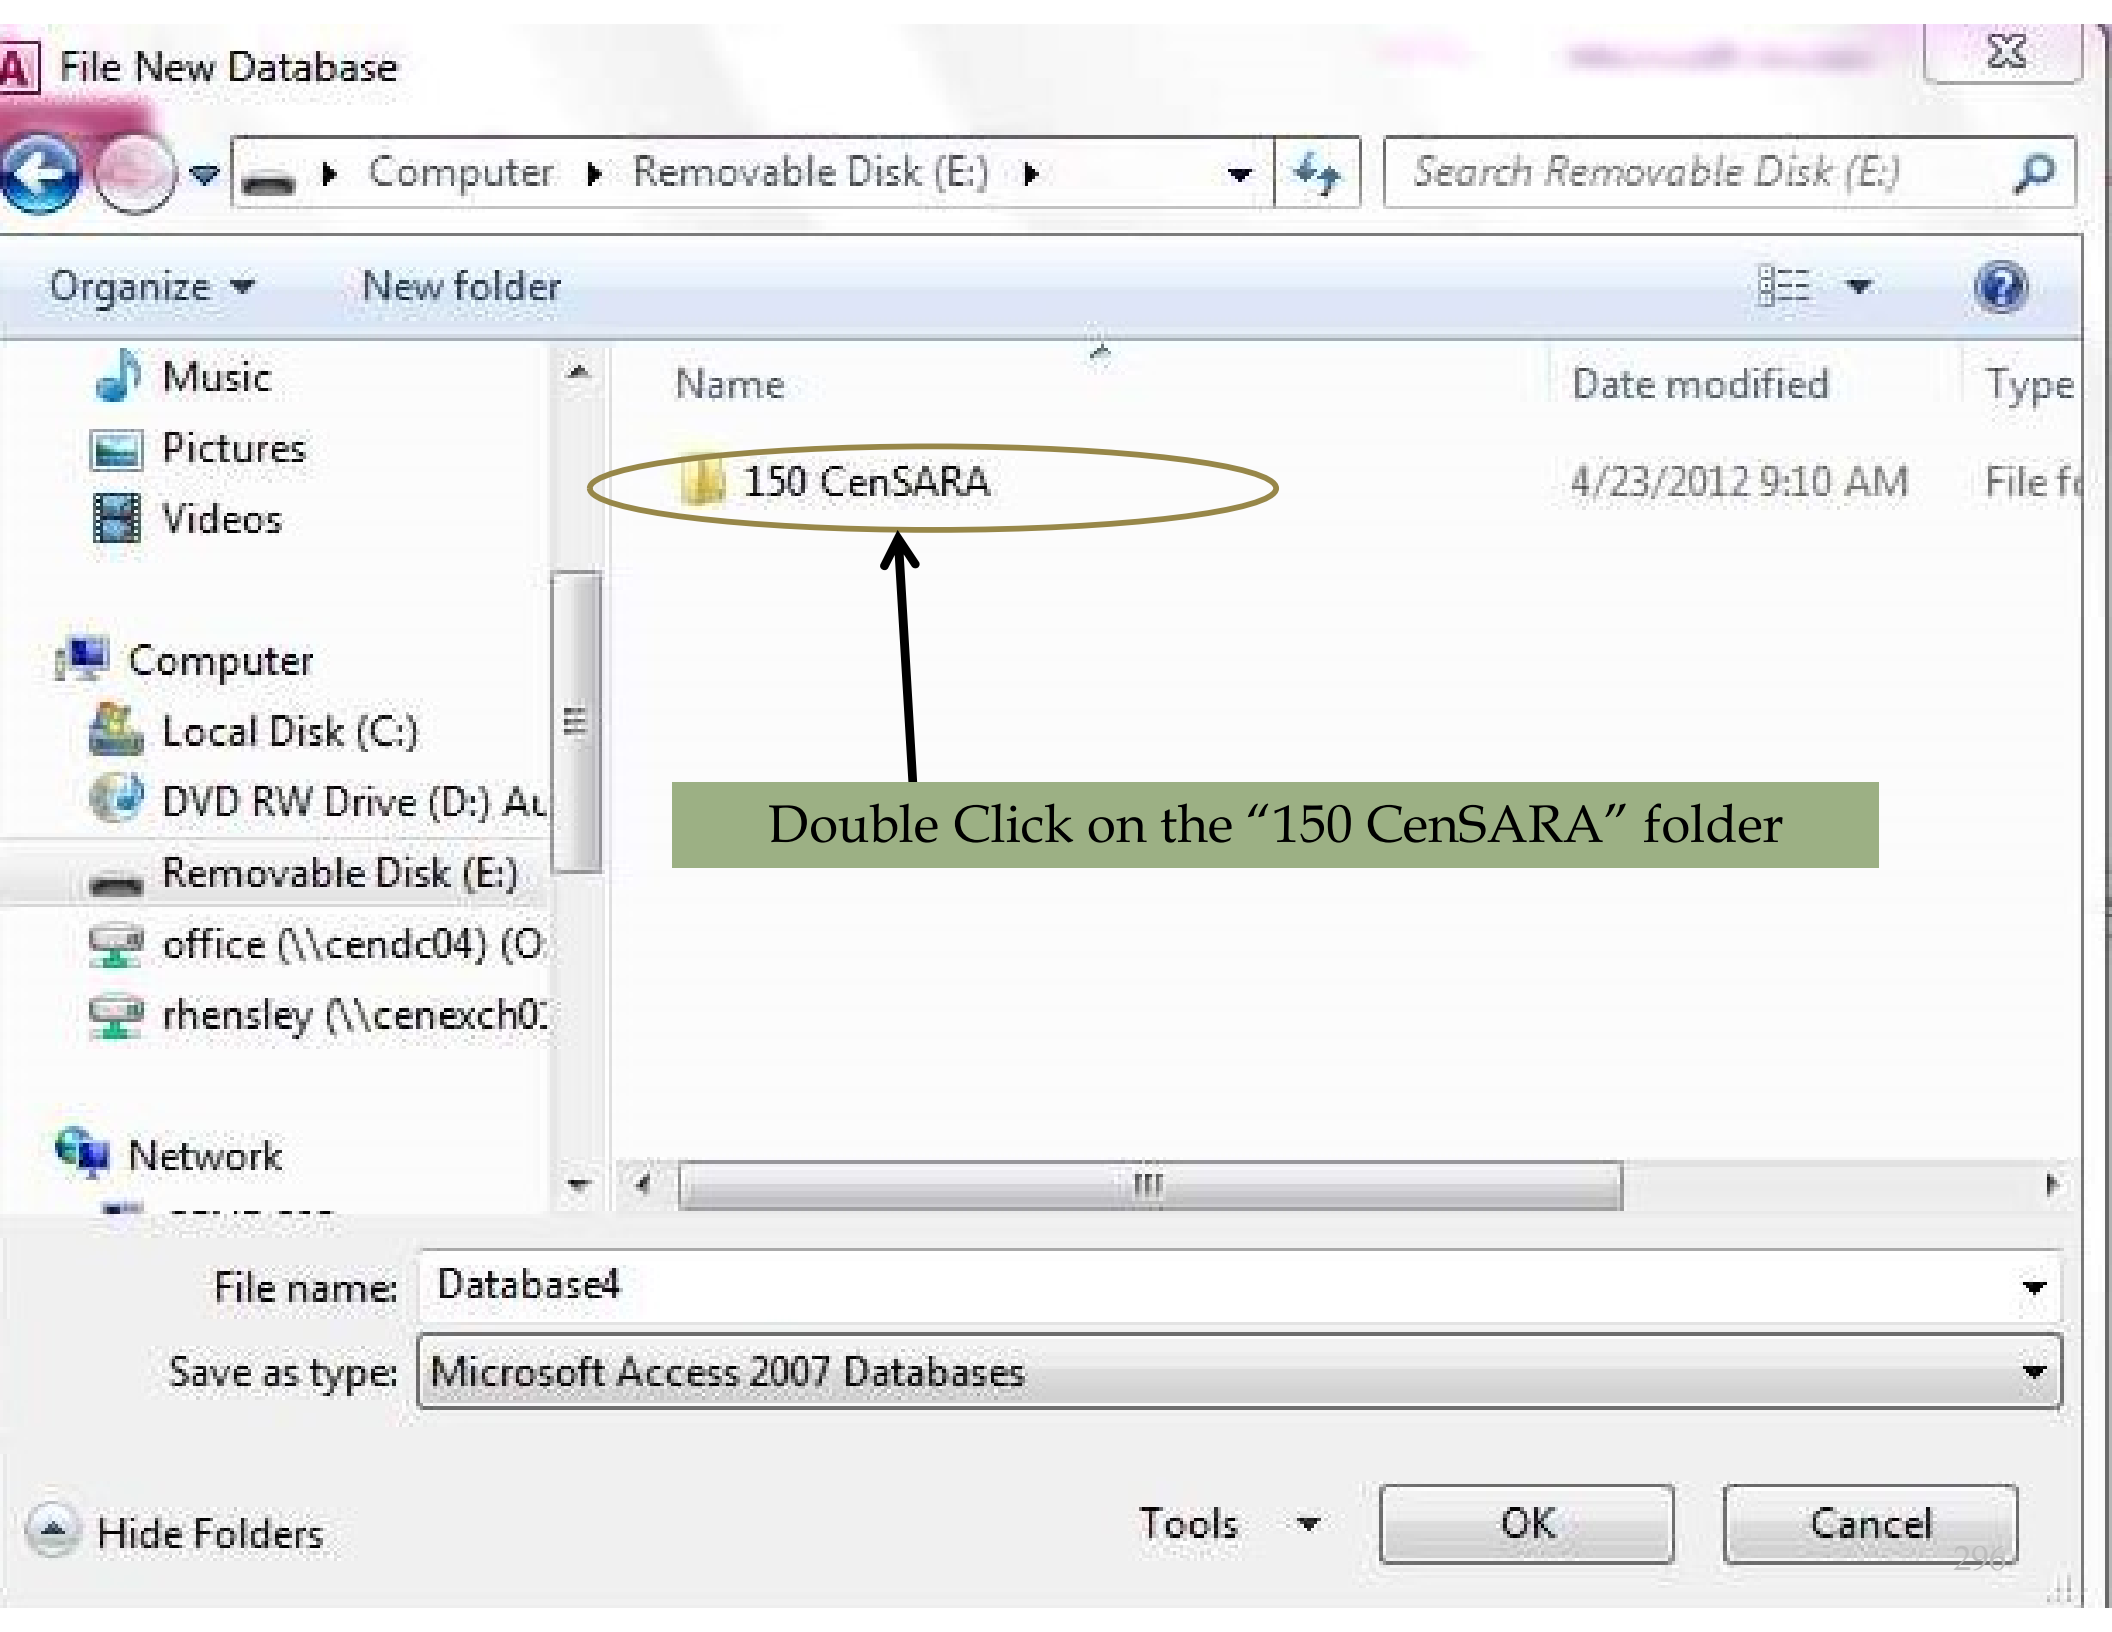 A File New Database
Computer Removable Disk (E:) Search Removable Disk (E:)
Organize New folder
Music
Pictures
Videos
Computer
Local Disk (C:)
DVD RW Drive (D:) Au
Removable Disk (E:)
office (\\cendc04) (O
rhensley (\\cenexch0
Network
Name Date modified Type
150 CenSARA 4/23/2012 9:10 AM File fo
Double Click on the “150 CenSARA” folder
File name: Database4
Save as type: Microsoft Access 2007 Databases
Hide Folders Tools OK Cancel
296